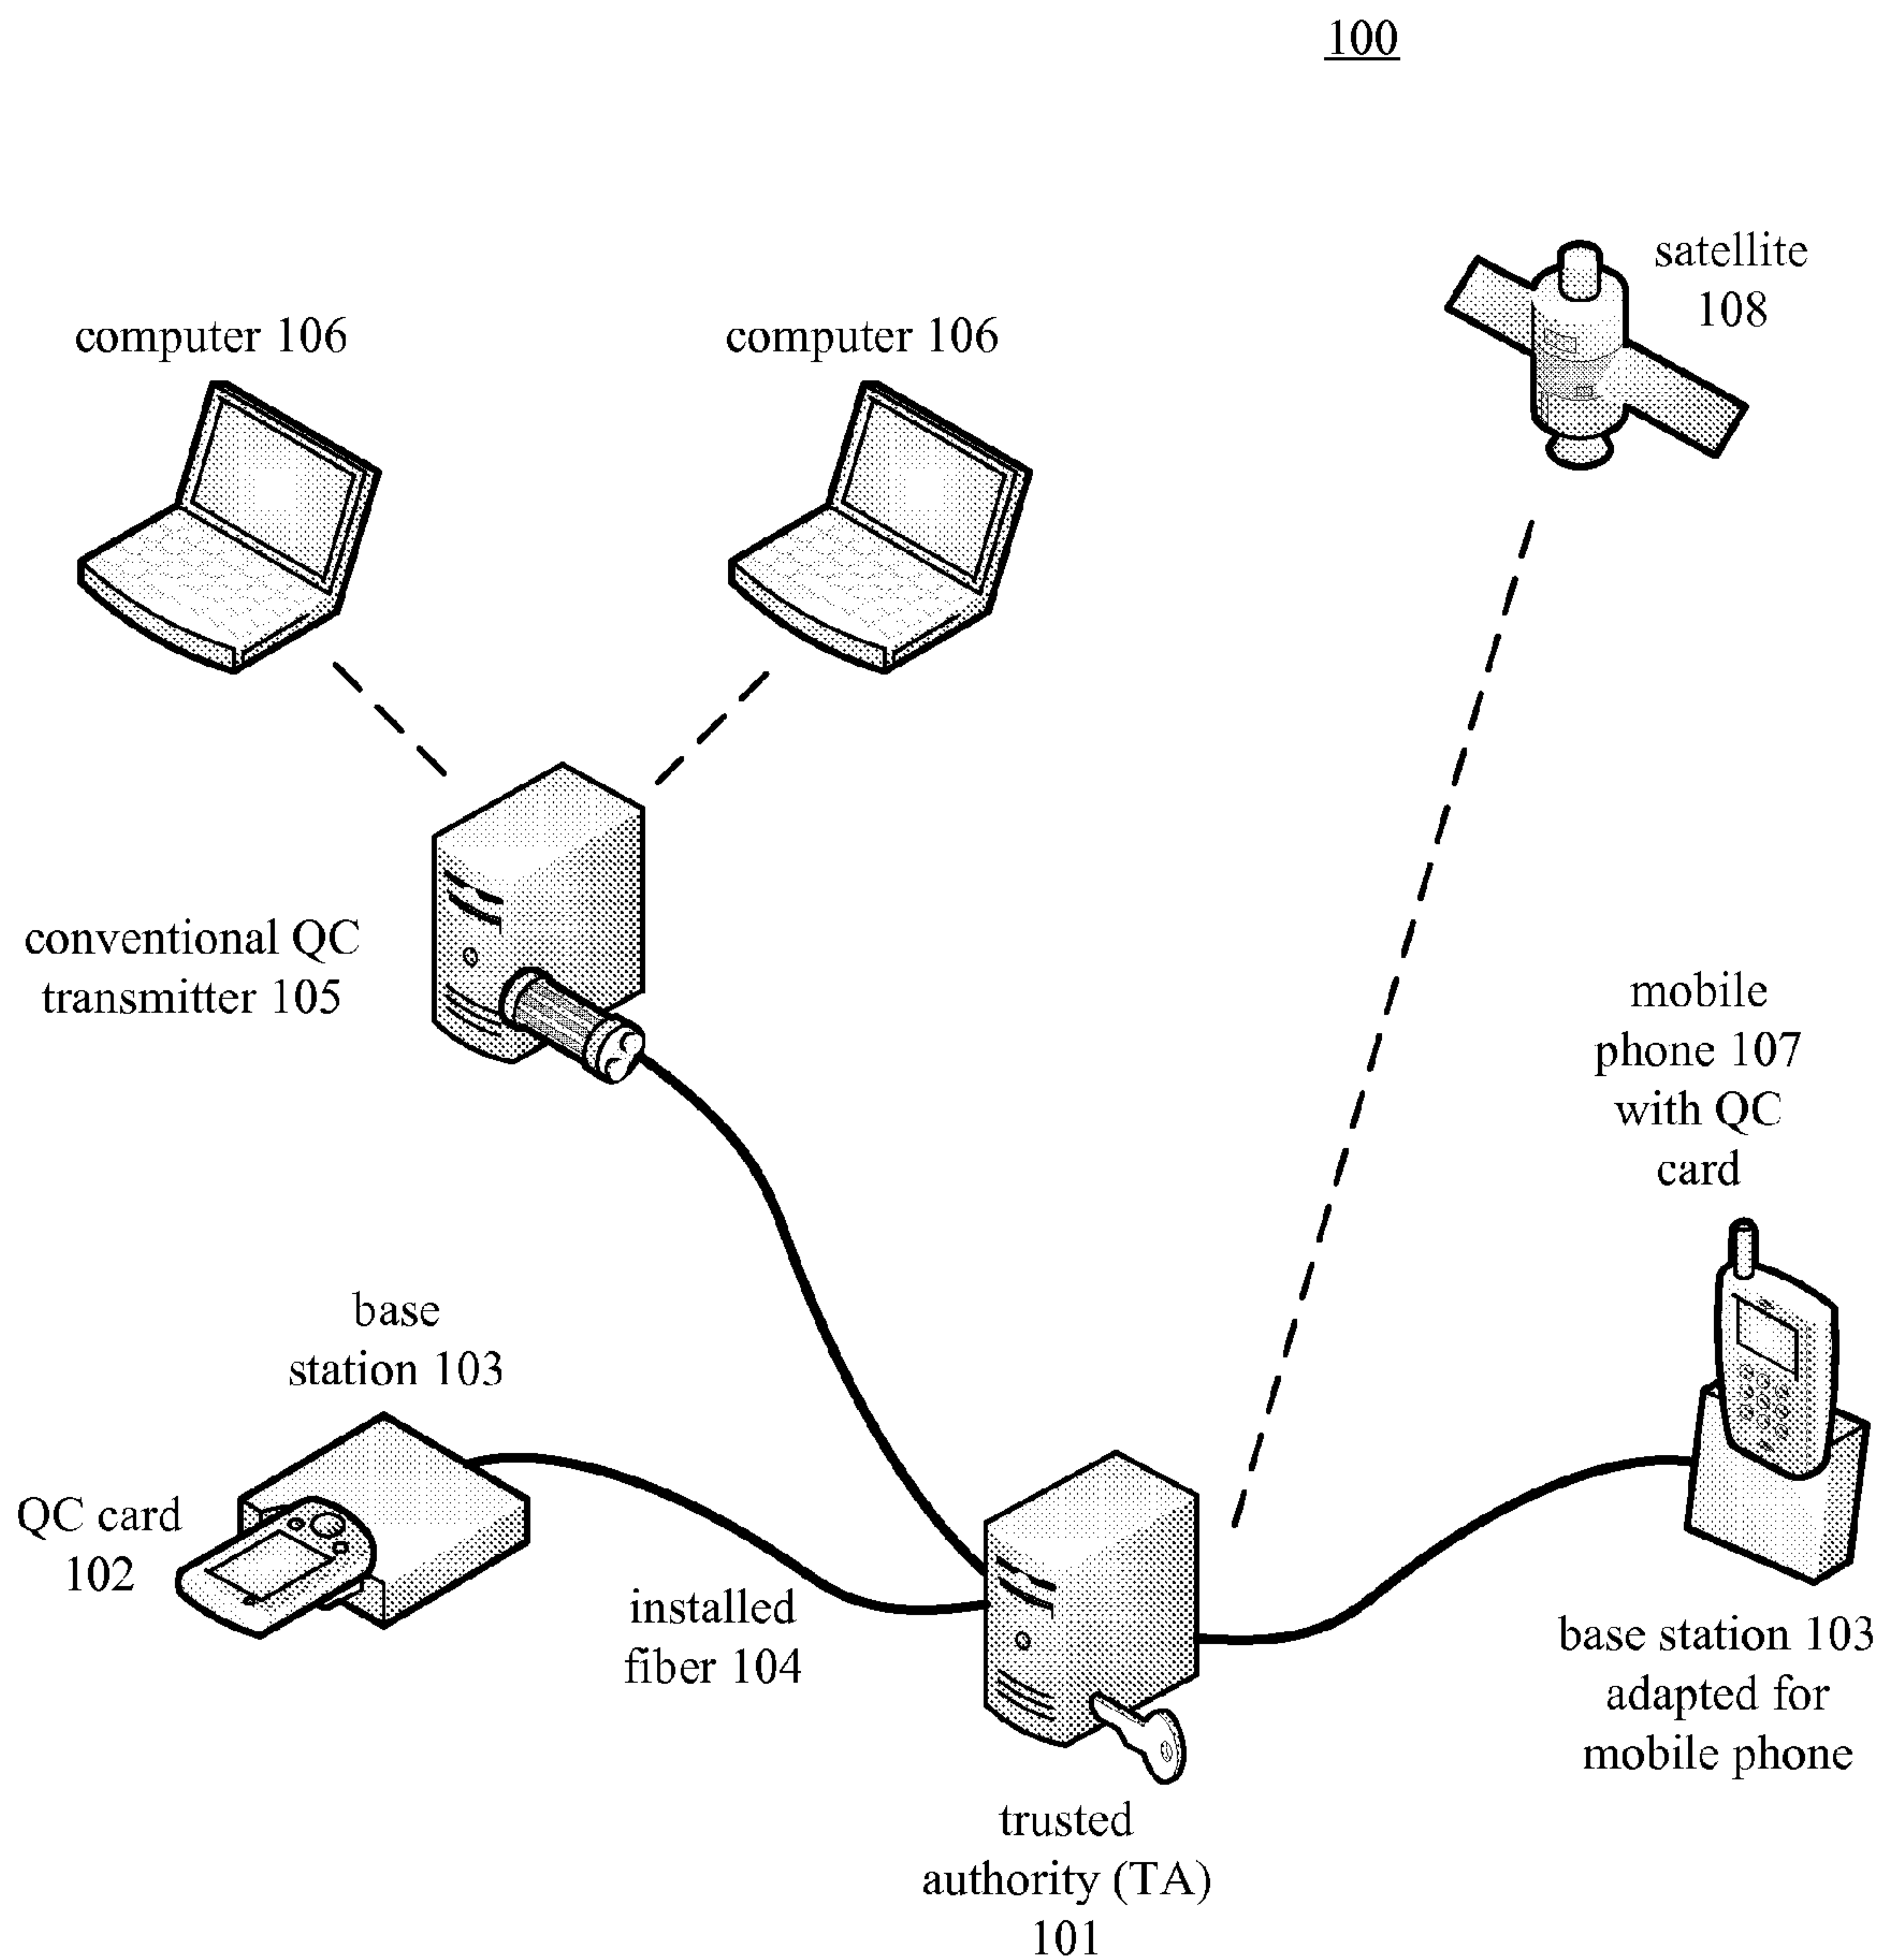 100
satellite
108
computer 106
computer 106
conventional QC
transmitter 105
mobile
phone 107
with QC
card
base
station 103
QC card
102
installed
fiber 104
base station 103
adapted for
mobile phone
trusted
authority (TA)
101